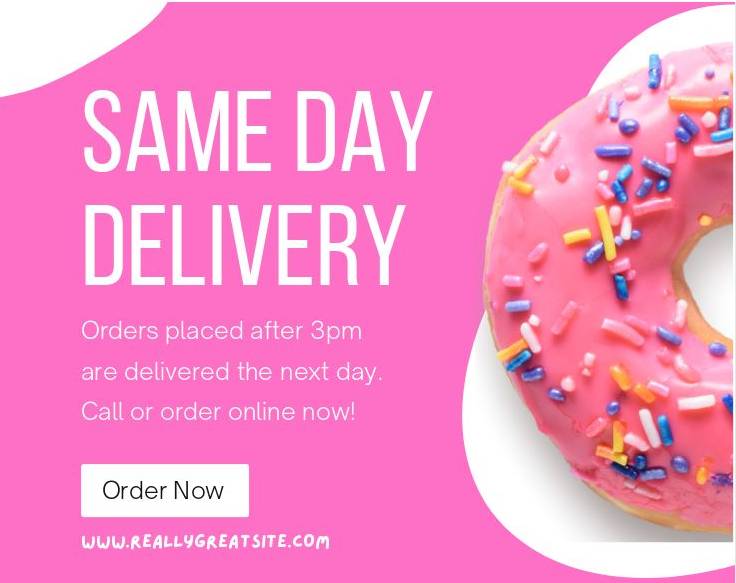 SAME DAY
DELIVERY
Orders placed after 3pm
are delivered the next day.
Call or order online now!
Order Now
WWW.REALLYGREATSITE.COM